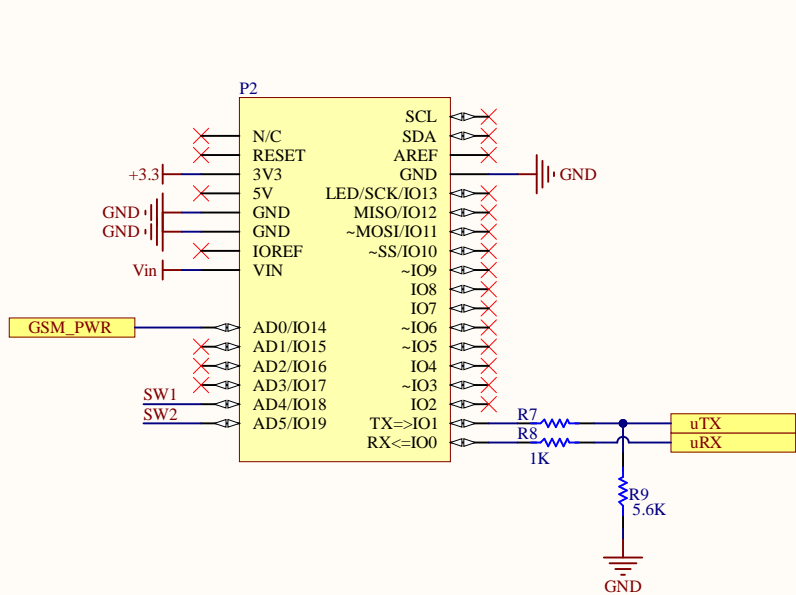 P2
SCL
N/C
SDA
RESET
AREF
+3.3
3V3
GND
GND
5V
LED/SCK/IO13
GND
GND
MISO/IO12
GND
GND
~MOSI/IO11
IOREF
~SS/IO10
Vin
VIN
~IO9
IO8
IO7
GSM_PWR
AD0/IO14
~IO6
AD1/IO15
~IO5
AD2/IO16
IO4
AD3/IO17
~IO3
SW1
AD4/IO18
IO2
SW2
AD5/IO19
TX=>IO1
R7
uTX
RX<=IO0
R8
uRX
1K
R9
5.6K
GND